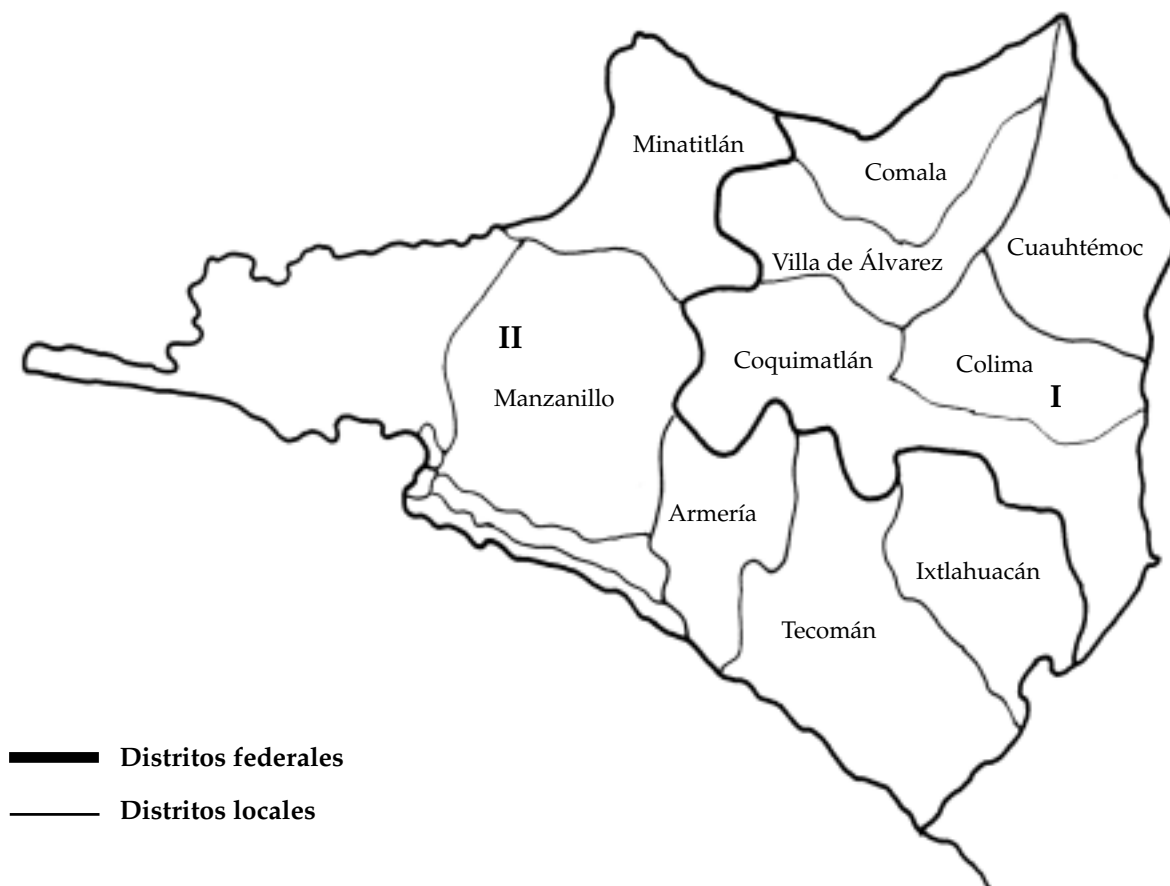 Minatitlán
Comala
Cuauhtémoc
Villa de Álvarez
II
Coquimatlán
Colima
I
Manzanillo
Armería
Ixtlahuacán
Tecomán
Distritos federales
Distritos locales